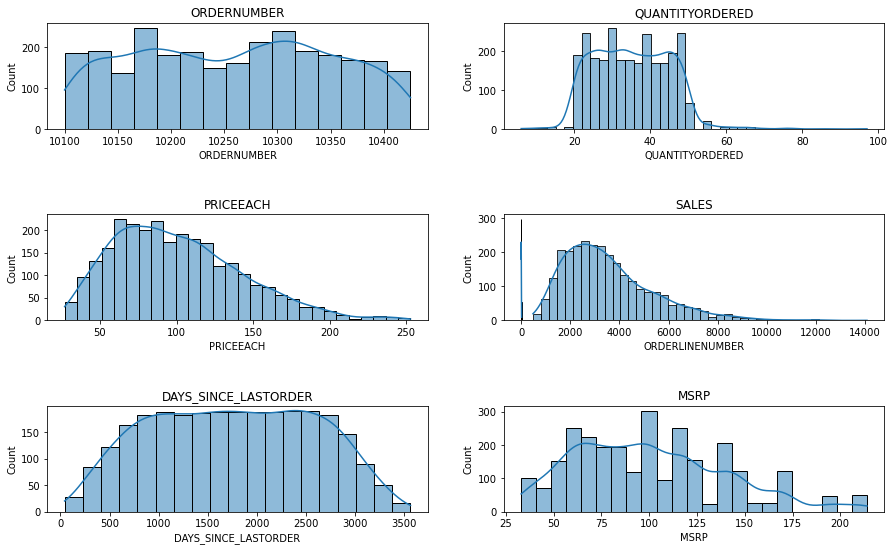 ORDERNUMBER
Count
200
100
0
10100 10150 10200 10250 10300 10350 10400
ORDERNUMBER
QUANTITYORDERED
Count
200
100
0
20 40 60 80 100
QUANTITYORDERED
PRICEEACH
Count
200
150
100
50
0
50 100 150 200 250
PRICEEACH
SALES
Count
300
200
100
0
0 2000 4000 6000 8000 10000 12000 14000
ORDERLINENUMBER
DAYS_SINCE_LASTORDER
Count
150
100
50
0
0 500 1000 1500 2000 2500 3000 3500
DAYS_SINCE_LASTORDER
MSRP
Count
300
200
100
0
25 50 75 100 125 150 175 200
MSRP